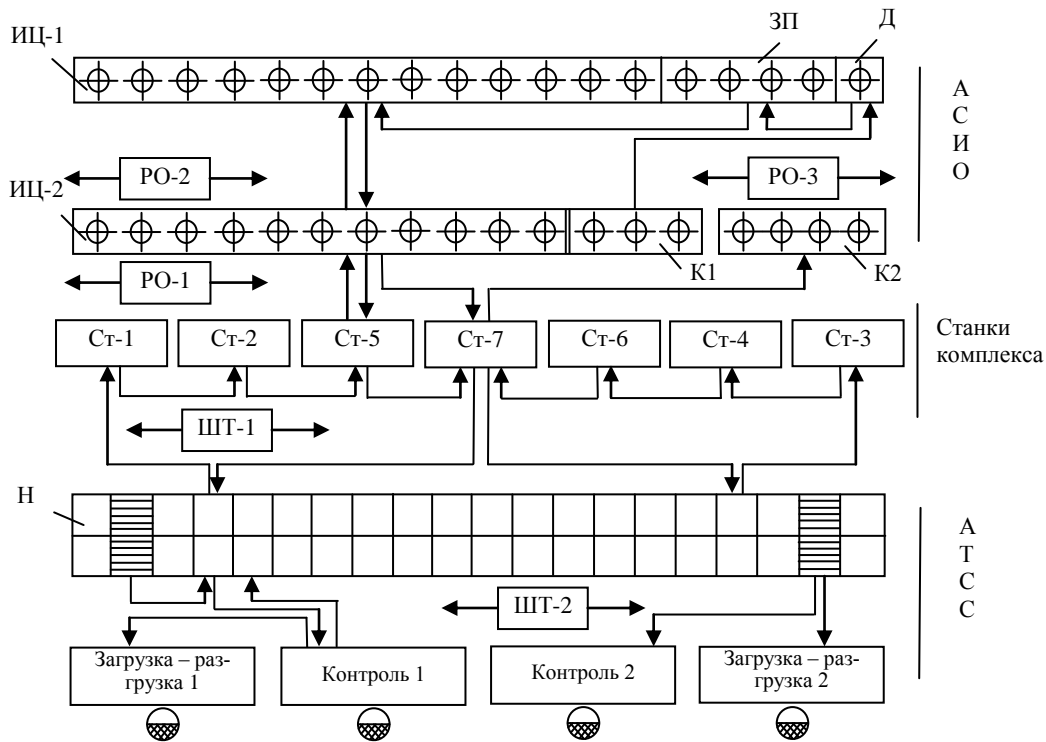 ИЦ-1
ЗП
Д
А
С
И
О
РО-2
РО-3
ИЦ-2
К1
К2
РО-1
Ст-1
Ст-2
Ст-5
Ст-7
Ст-6
Ст-4
Ст-3
Станки
комплекса
ШТ-1
Н
А
Т
С
С
ШТ-2
Загрузка – раз-
грузка 1
Контроль 1
Контроль 2
Загрузка – раз-
грузка 2